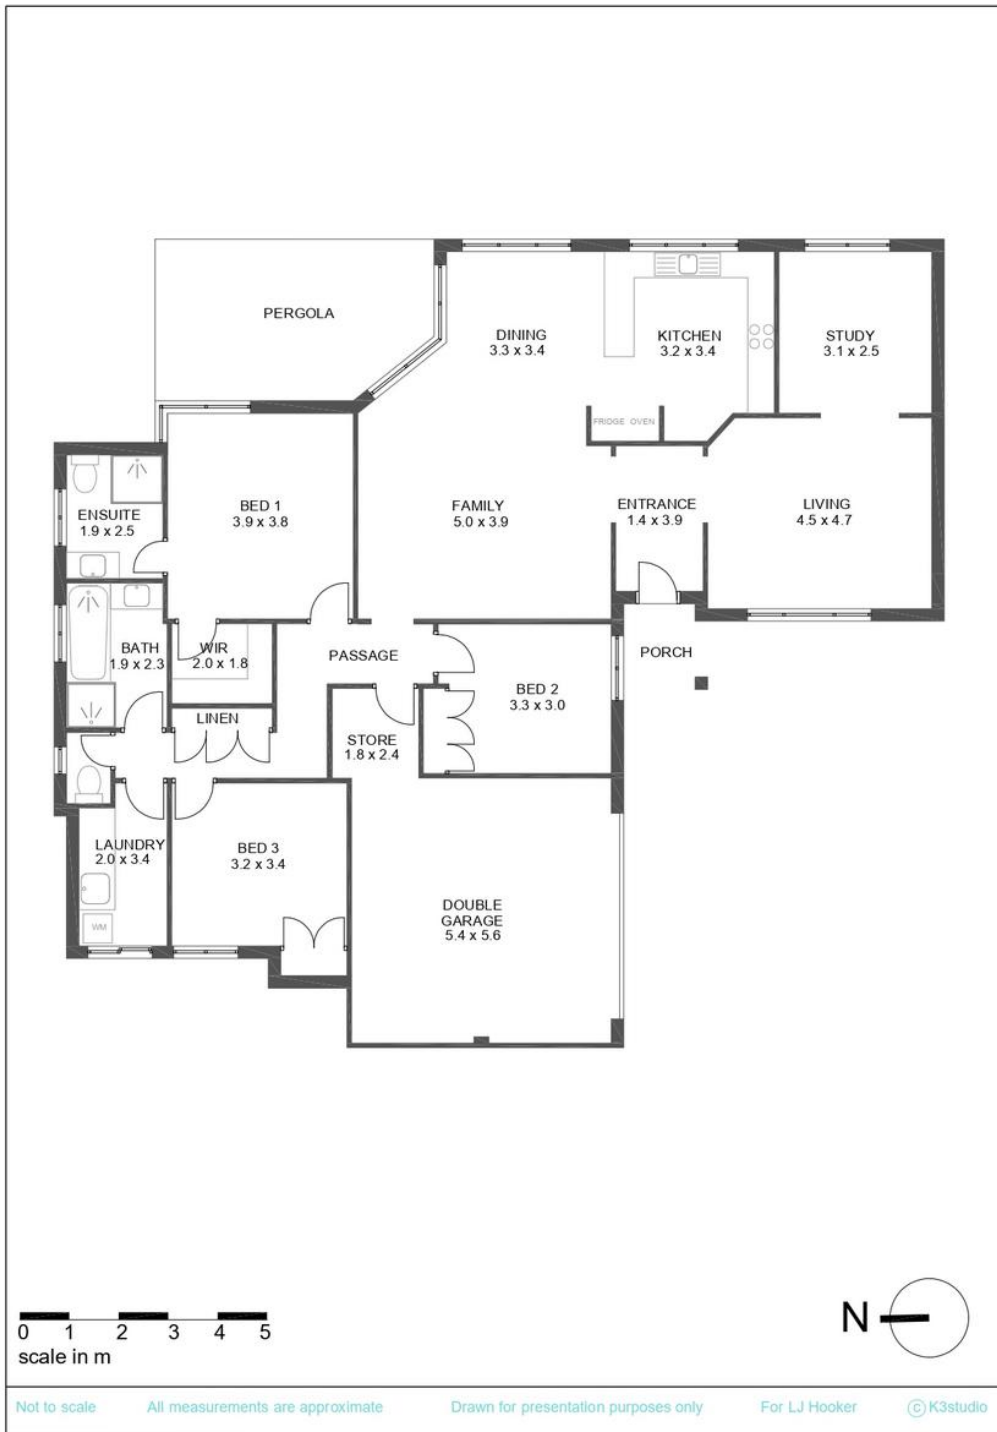 PERGOLA
DINING
3.3 x 3.4
KITCHEN
3.2 x 3.4
STUDY
3.1 x 2.5
FRIDGE OVEN
ENSUITE
1.9 x 2.5
BED 1
3.9 x 3.8
FAMILY
5.0 x 3.9
ENTRANCE
1.4 x 3.9
LIVING
4.5 x 4.7
BATH
1.9 x 2.3
WIR
2.0 x 1.8
PASSAGE
PORCH
BED 2
3.3 x 3.0
LINEN
STORE
1.8 x 2.4
LAUNDRY
2.0 x 3.4
BED 3
3.2 x 3.4
WM
DOUBLE
GARAGE
5.4 x 5.6
0 1 2 3 4 5
scale in m
N
Not to scale All measurements are approximate Drawn for presentation purposes only For LJ Hooker © K3studio